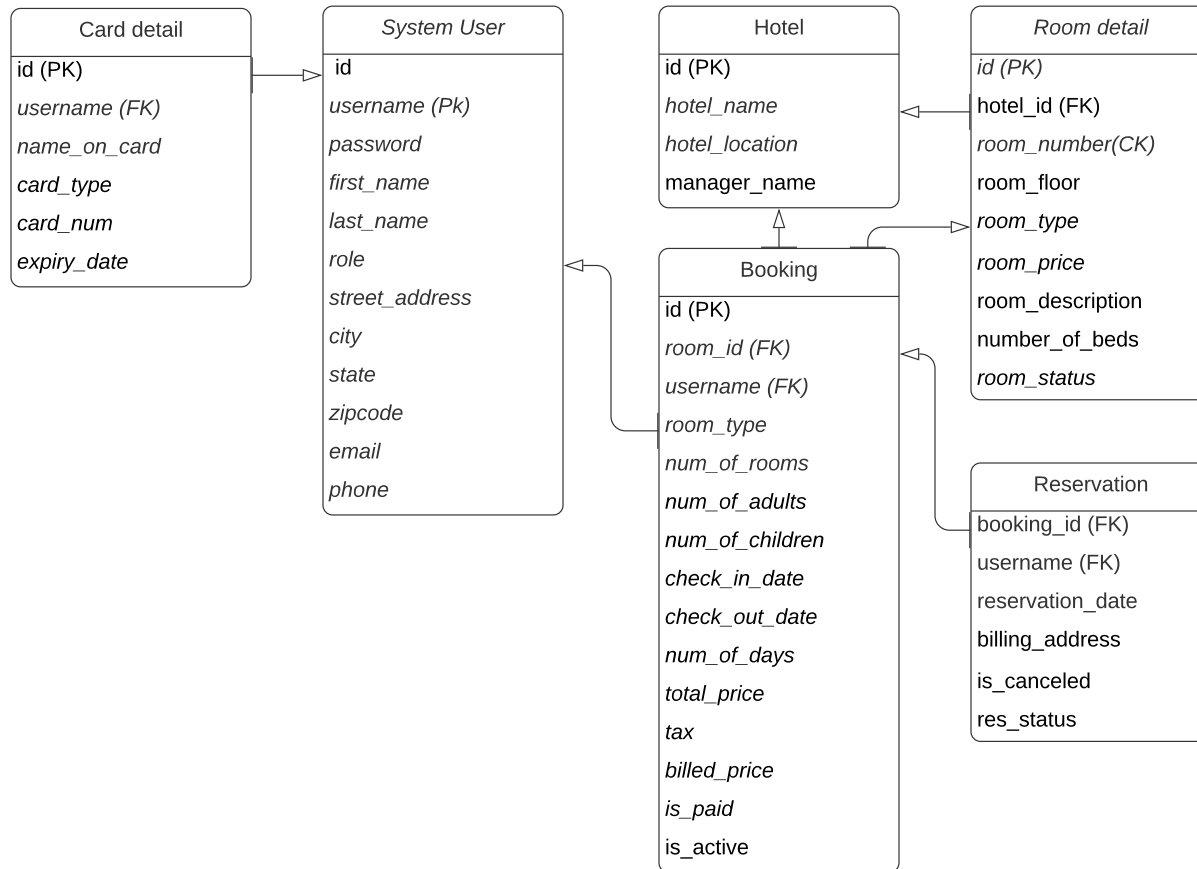 Card detail
id (PK)
username (FK)
name_on_card
card_type
card_num
expiry_date
System User
id
username (Pk)
password
first_name
last_name
role
street_address
city
state
zipcode
email
phone
Hotel
id (PK)
hotel_name
hotel_location
manager_name
Room detail
id (PK)
hotel_id (FK)
room_number(CK)
room_floor
room_type
room_price
room_description
number_of_beds
room_status
Booking
id (PK)
room_id (FK)
username (FK)
room_type
num_of_rooms
num_of_adults
num_of_children
check_in_date
check_out_date
num_of_days
total_price
tax
billed_price
is_paid
is_active
Reservation
booking_id (FK)
username (FK)
reservation_date
billing_address
is_canceled
res_status